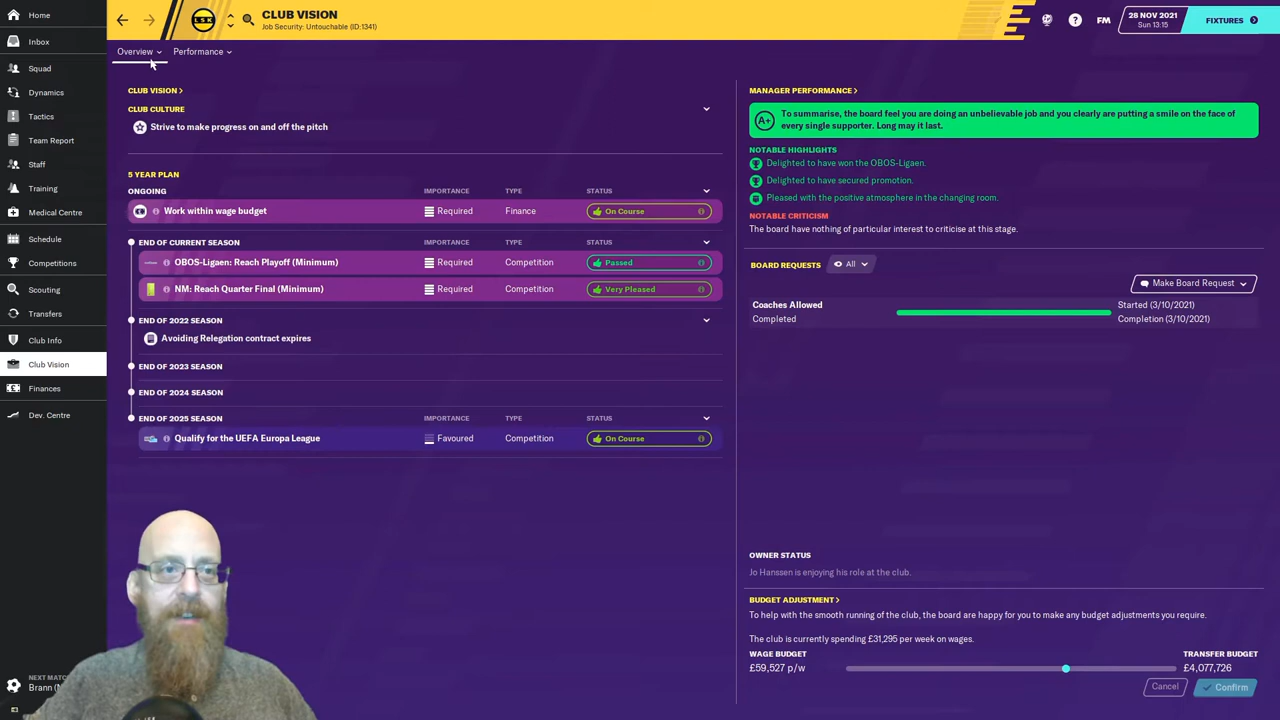 LSK
CLUB VISION
Job Security: Untouchable (ID:1341)
FM
28 NOV 2021
Sun 13:15
FIXTURES
Overview
Performance
Home
Inbox
Squad
Dynamics
Tactics
Team Report
Staff
Training
Medical Centre
Schedule
Competitions
Scouting
Transfers
Club Info
Club Vision
Finances
Dev. Centre
NEXT MATCH
Brann
CLUB VISION >
CLUB CULTURE
Strive to make progress on and off the pitch
5 YEAR PLAN
ONGOING IMPORTANCE TYPE STATUS
Work within wage budget Required Finance On Course
END OF CURRENT SEASON IMPORTANCE TYPE STATUS
OBOS-Ligaen: Reach Playoff (Minimum) Required Competition Passed
NM: Reach Quarter Final (Minimum) Required Competition Very Pleased
END OF 2022 SEASON
Avoiding Relegation contract expires
END OF 2023 SEASON
END OF 2024 SEASON
END OF 2025 SEASON IMPORTANCE TYPE STATUS
Qualify for the UEFA Europa League Favoured Competition On Course
MANAGER PERFORMANCE >
A+
To summarise, the board feel you are doing an unbelievable job and you clearly are putting a smile on the face of
every single supporter. Long may it last.
NOTABLE HIGHLIGHTS
Delighted to have won the OBOS-Ligaen.
Delighted to have secured promotion.
Pleased with the positive atmosphere in the changing room.
NOTABLE CRITICISM
The board have nothing of particular interest to criticise at this stage.
BOARD REQUESTS All
Make Board Request
Coaches Allowed Started (3/10/2021)
Completed Completion (3/10/2021)
OWNER STATUS
Jo Hanssen is enjoying his role at the club.
BUDGET ADJUSTMENT >
To help with the smooth running of the club, the board are happy for you to make any budget adjustments you require.
The club is currently spending £31,295 per week on wages.
WAGE BUDGET TRANSFER BUDGET
£59,527 p/w £4,077,726
Cancel Confirm